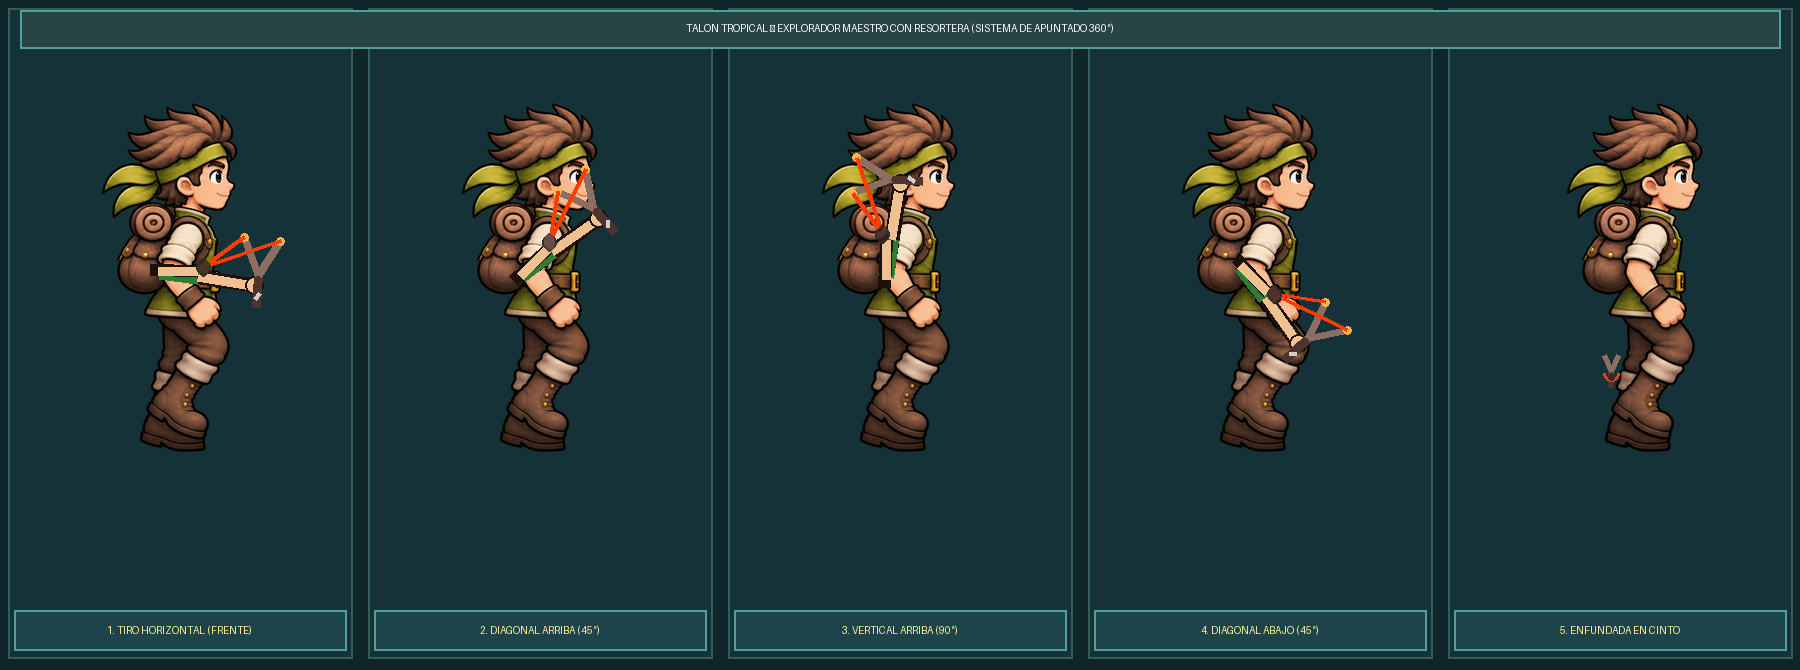 TALON TROPICAL ▯ EXPLORADOR MAESTRO CON RESORTERA (SISTEMA DE APUNTADO 360°)
1. TIRO HORIZONTAL (FRENTE)
2. DIAGONAL ARRIBA (45°)
3. VERTICAL ARRIBA (90°)
4. DIAGONAL ABAJO (45°)
5. ENFUNDADA EN CINTO